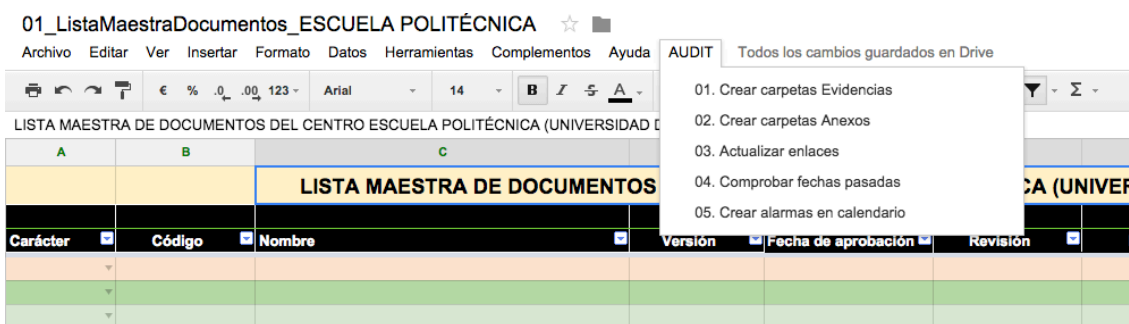 01_ListaMaestraDocumentos_ESCUELA POLITÉCNICA
Archivo Editar Ver Insertar Formato Datos Herramientas Complementos Ayuda AUDIT Todos los cambios guardados en Drive
€ % .0 .00 123 Arial 14 B I S A Σ
01. Crear carpetas Evidencias
02. Crear carpetas Anexos
03. Actualizar enlaces
04. Comprobar fechas pasadas
05. Crear alarmas en calendario
LISTA MAESTRA DE DOCUMENTOS DEL CENTRO ESCUELA POLITÉCNICA (UNIVERSIDAD
A B C
LISTA MAESTRA DE DOCUMENTOS CA (UNIVER
Carácter Código Nombre Versión Fecha de aprobación Revisión